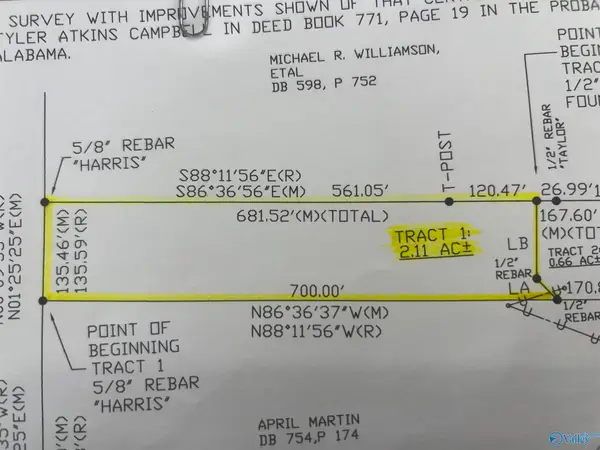 SURVEY WITH IMPROVEMENTS SHOWN OF THAT
TYLER ATKINS CAMPBELL IN DEED BOOK 771, PAGE 19 IN THE PROBA
ALABAMA.
MICHAEL R. WILLIAMSON,
ETAL
DB 598, P 752
POINT
BEGIN
TRACT
1/2"
FOU
1/2" REBAR
"TAYLOR"
5/8" REBAR
"HARRIS"
T-POST
S88°11'56"E(R)
S86°36'56"E(M) 561.05' 120.47' 26.99'
681.52'(M)(TOTAL)
167.60'
(M)(TOT
TRACT 1:
2.11 AC±
LB
TRACT 2
0.66 AC±
1/2"
REBAR
LA
135.46'(M)
135.59'(R)
N01°25'25"E(M)
700.00'
170.8
1/2"
REBAR
N86°36'37"W(M)
N88°11'56"W(R)
POINT OF
BEGINNING
TRACT 1
5/8" REBAR
"HARRIS"
APRIL MARTIN
DB 754,P 174